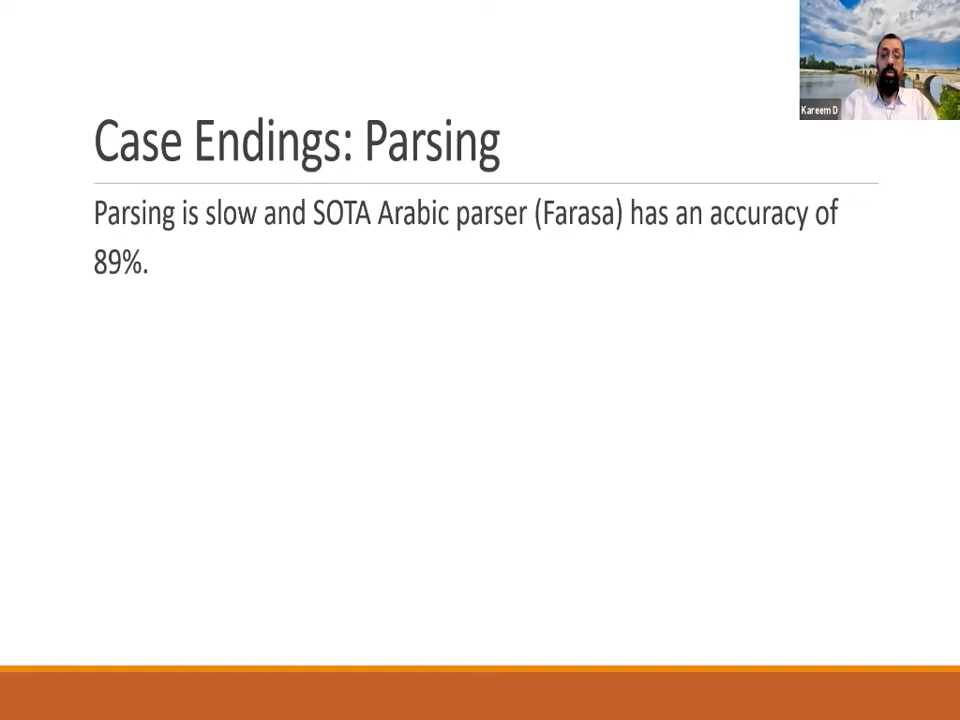 Kareem D
Case Endings: Parsing
Parsing is slow and SOTA Arabic parser (Farasa) has an accuracy of
89%.